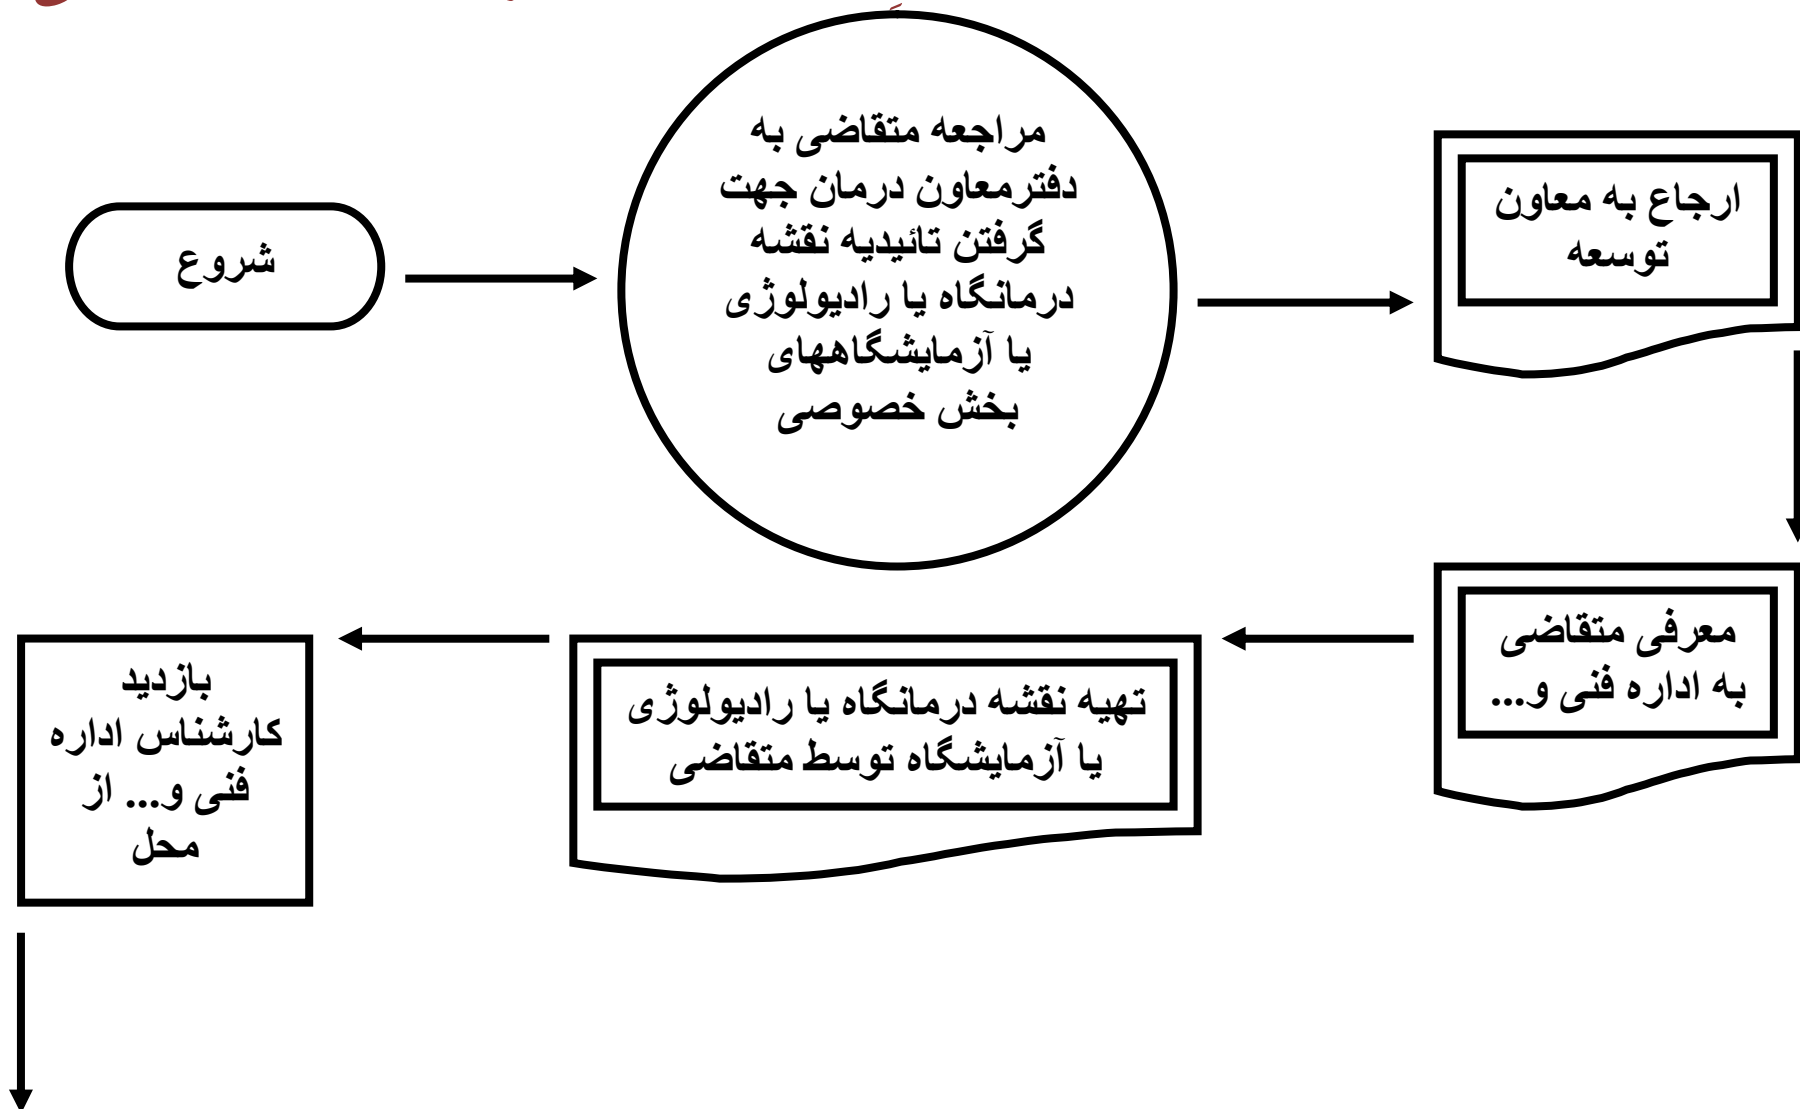 شروع
مراجعه متقاضی به
دفترمعاون درمان جهت
گرفتن تائیدیه نقشه
درمانگاه یا رادیولوژی
یا آزمایشگاههای
بخش خصوصی
ارجاع به معاون
توسعه
معرفی متقاضی
به اداره فنی و...
تهیه نقشه درمانگاه یا رادیولوژی
یا آزمایشگاه توسط متقاضی
بازدید
کارشناس اداره
فنی و... از
محل